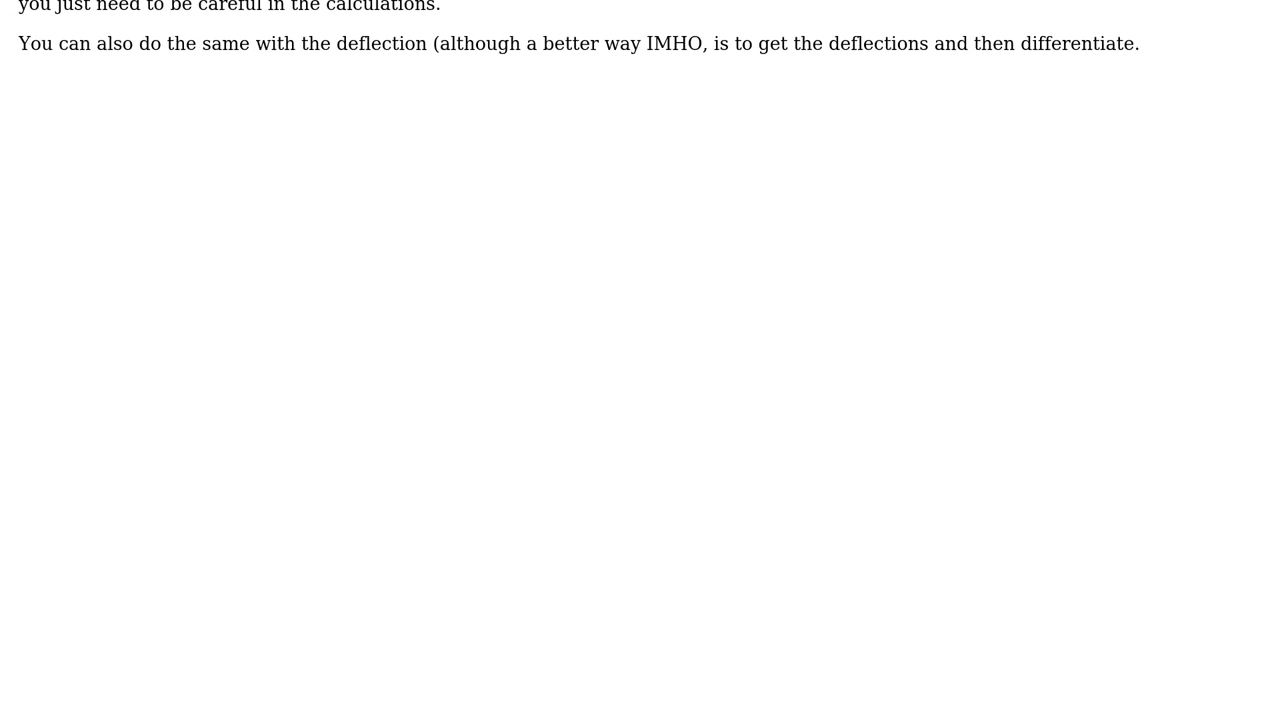 you just need to be careful in the calculations.
You can also do the same with the deflection (although a better way IMHO, is to get the deflections and then differentiate.